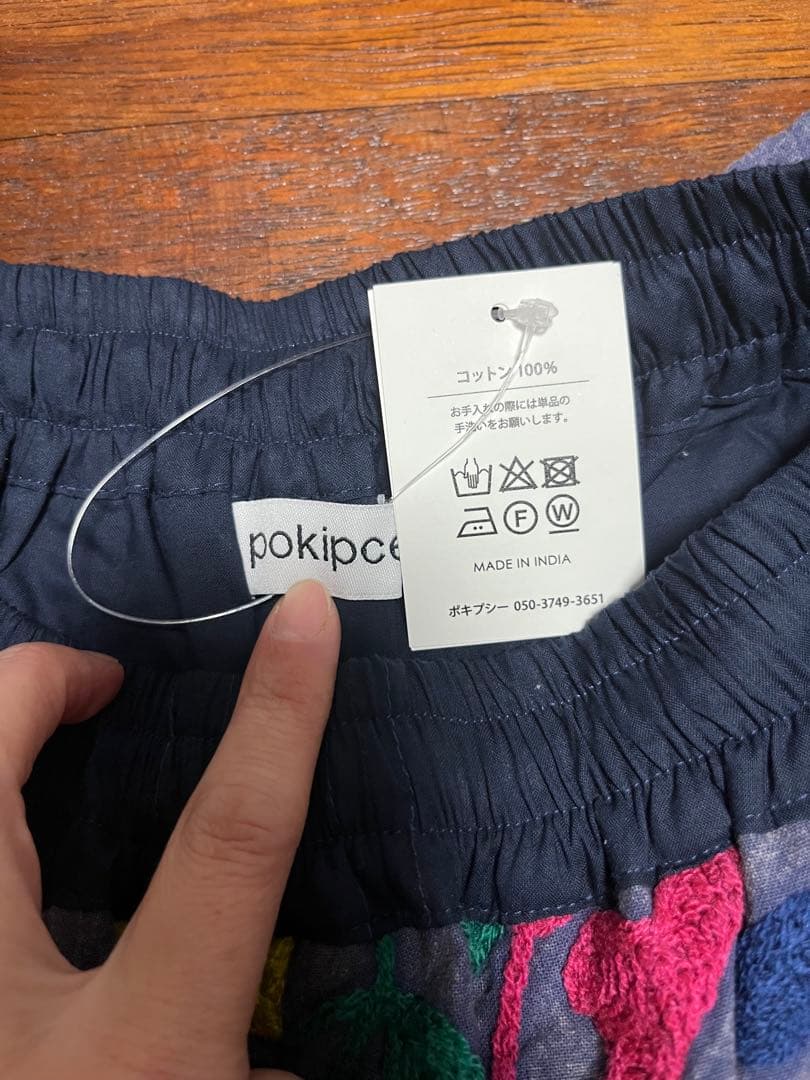 コットン 100%
お手入れの際には単品の
手洗いをお願いします。
F W
MADE IN INDIA
ポキプシー 050-3749-3651
pokipce